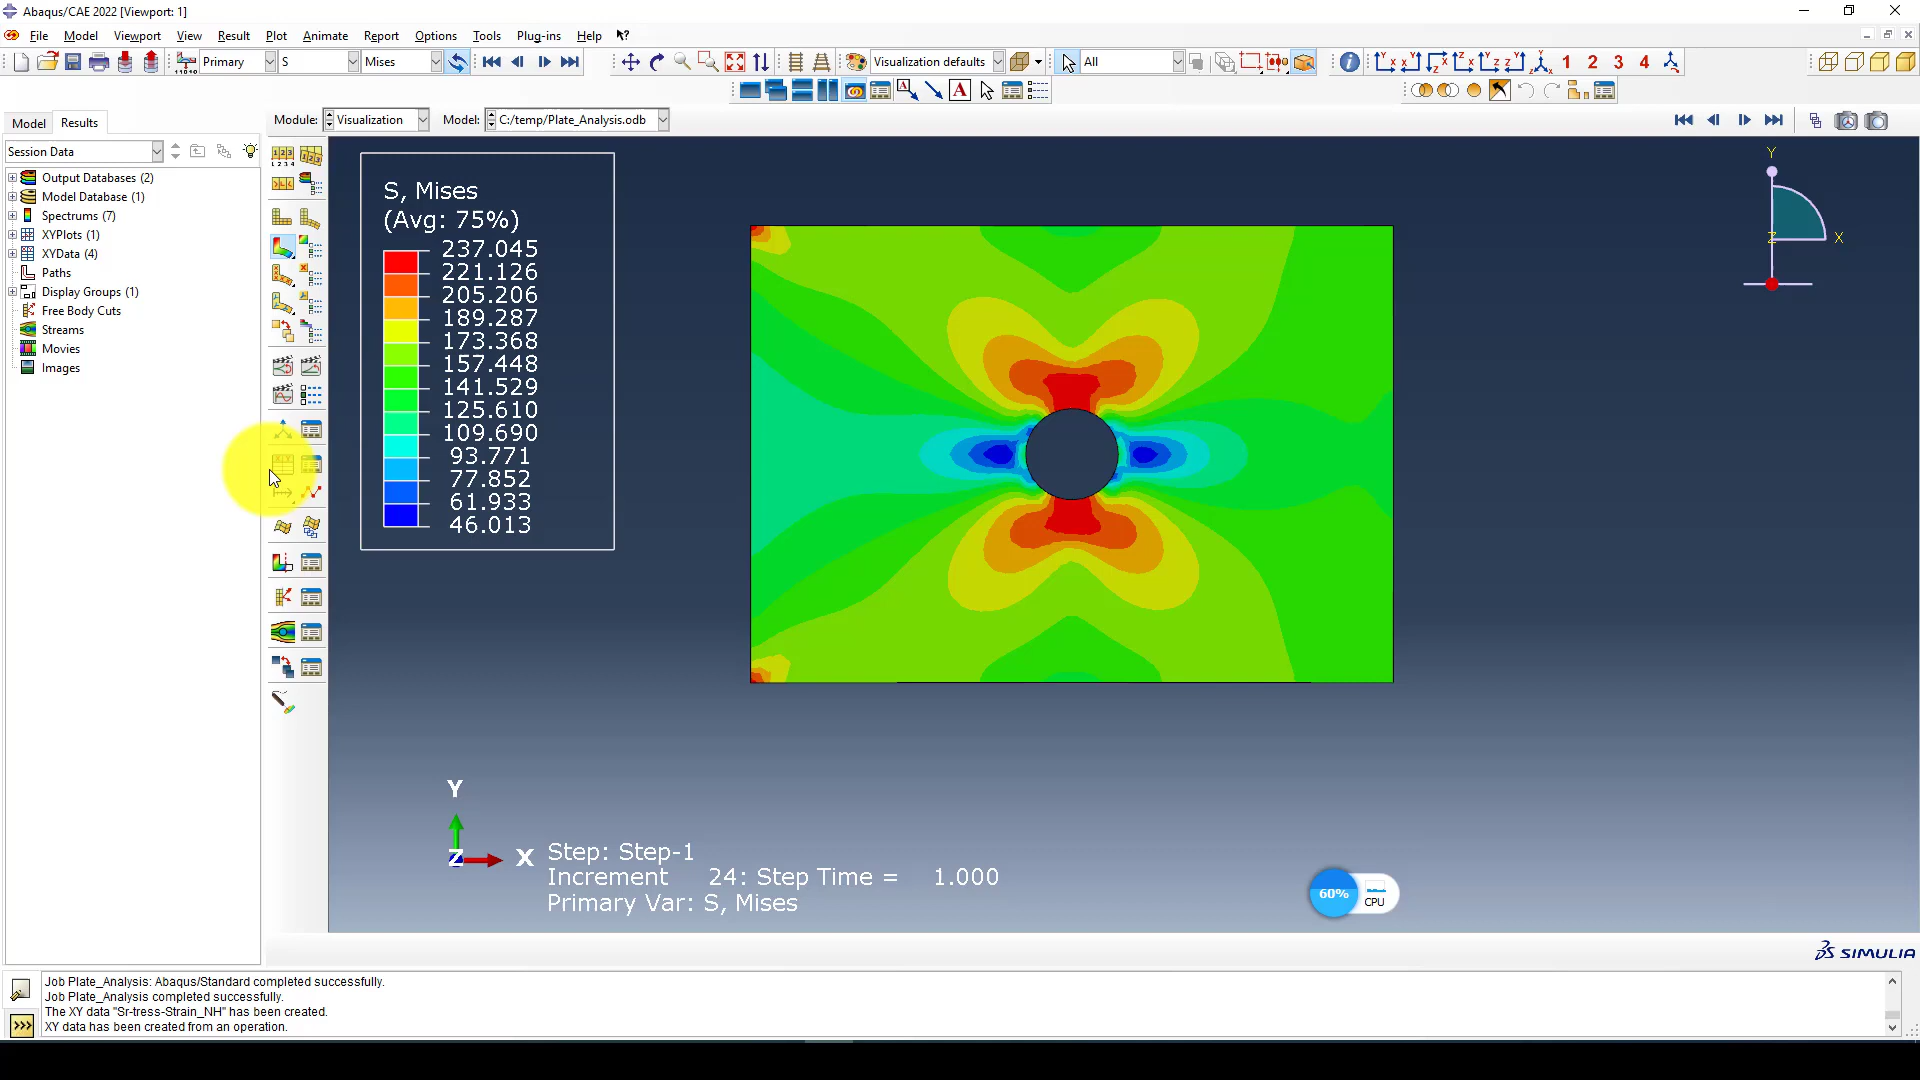 Abaqus/CAE 2022 [Viewport: 1]
File Model Viewport View Result Plot Animate Report Options Tools Plug-ins Help
Primary S Mises Visualization defaults All 1 2 3 4
Model Results Module: Visualization Model: C:/temp/Plate_Analysis.odb
Session Data
Output Databases (2)
Model Database (1)
Spectrums (7)
XYPlots (1)
XYData (4)
Paths
Display Groups (1)
Free Body Cuts
Streams
Movies
Images
S, Mises
(Avg: 75%)
237.045
221.126
205.206
189.287
173.368
157.448
141.529
125.610
109.690
93.771
77.852
61.933
46.013
Y
Z X
Y
Z X
Step: Step-1
Increment 24: Step Time = 1.000
Primary Var: S, Mises
60% CPU
SIMULIA
Job Plate_Analysis: Abaqus/Standard completed successfully.
Job Plate_Analysis completed successfully.
The XY data "Sr-tress-Strain_NH" has been created.
XY data has been created from an operation.
>>>